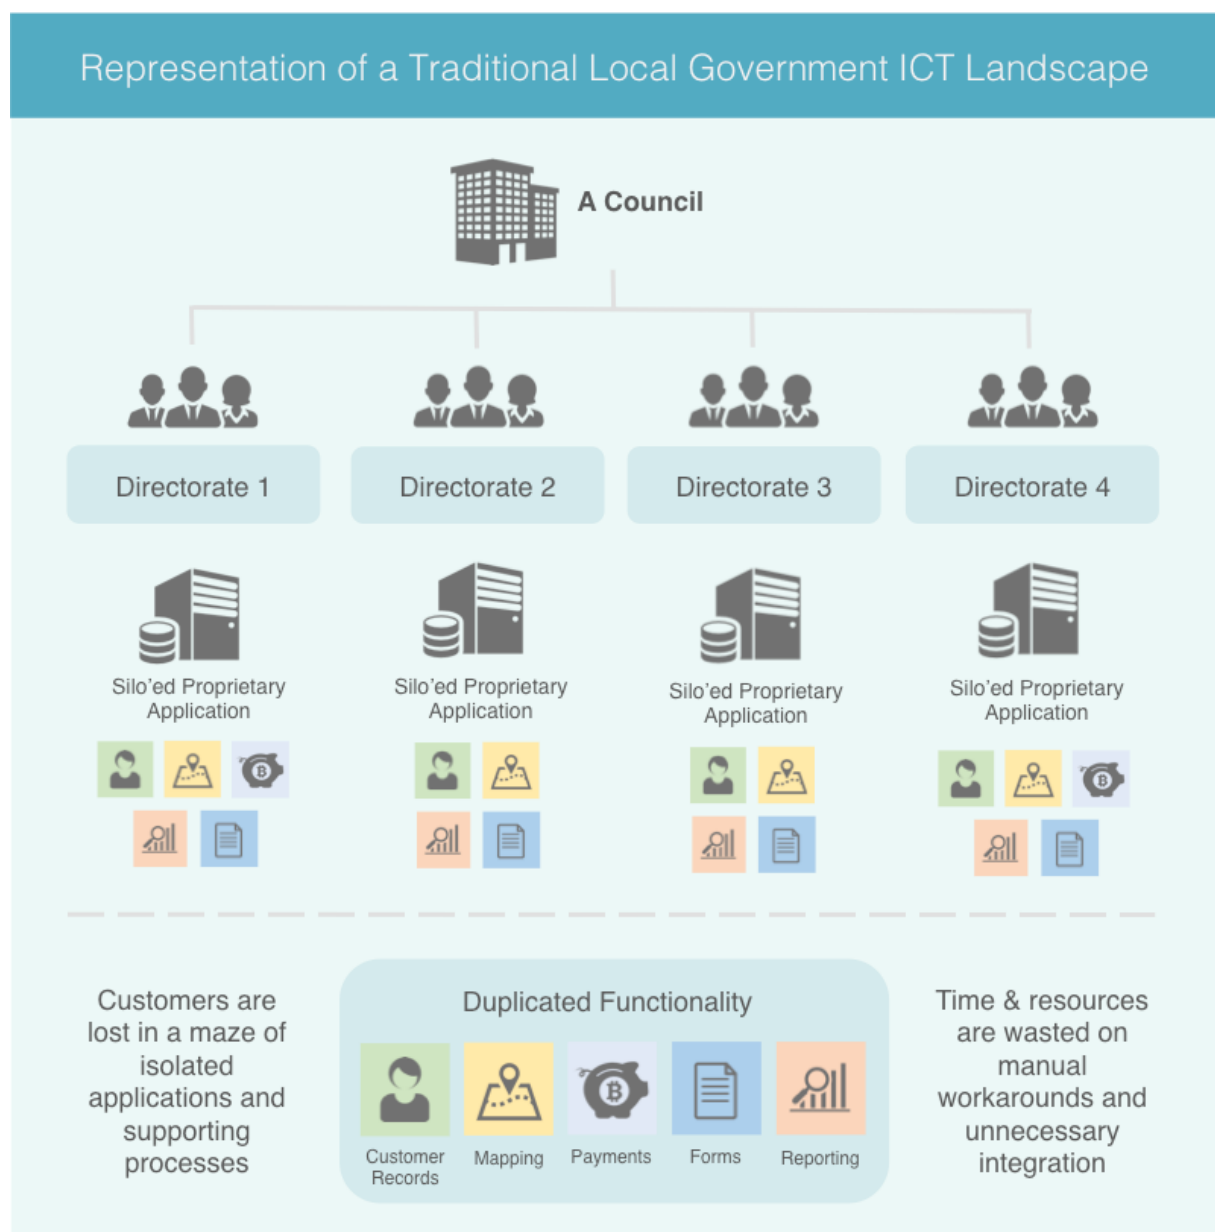 Representation of a Traditional Local Government ICT Landscape
A Council
Directorate 1
Directorate 2
Directorate 3
Directorate 4
Silo'ed Proprietary
Application
Silo'ed Proprietary
Application
Silo'ed Proprietary
Application
Silo'ed Proprietary
Application
Customers are
lost in a maze of
isolated
applications and
supporting
processes
Duplicated Functionality
Customer
Records
Mapping
Payments
Forms
Reporting
Time & resources
are wasted on
manual
workarounds and
unnecessary
integration